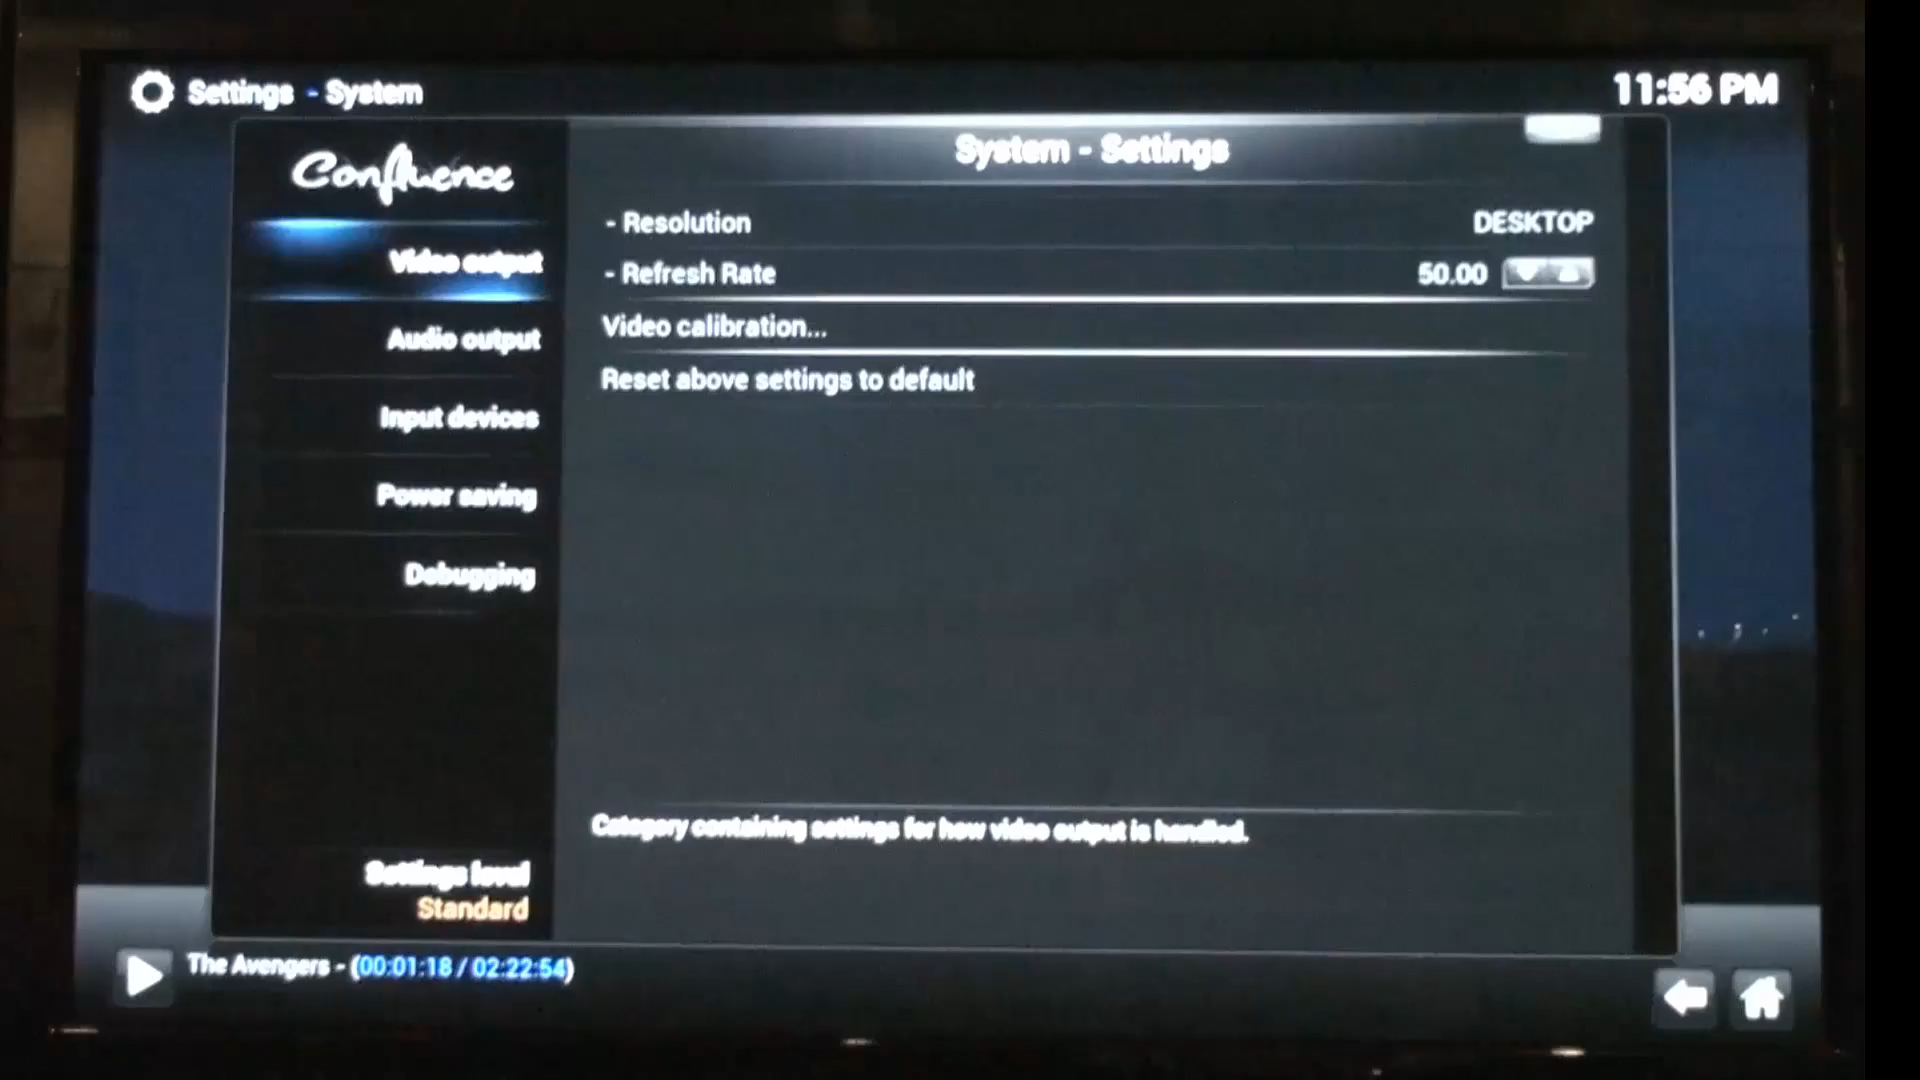 Settings - System
11:56 PM
Confluence
System - Settings
- Resolution DESKTOP
- Refresh Rate 50.00
Video calibration...
Reset above settings to default
Video output
Audio output
Input devices
Power saving
Debugging
Category containing settings for how video output is handled.
Settings level
Standard
The Avengers - (00:01:18 / 02:22:54)